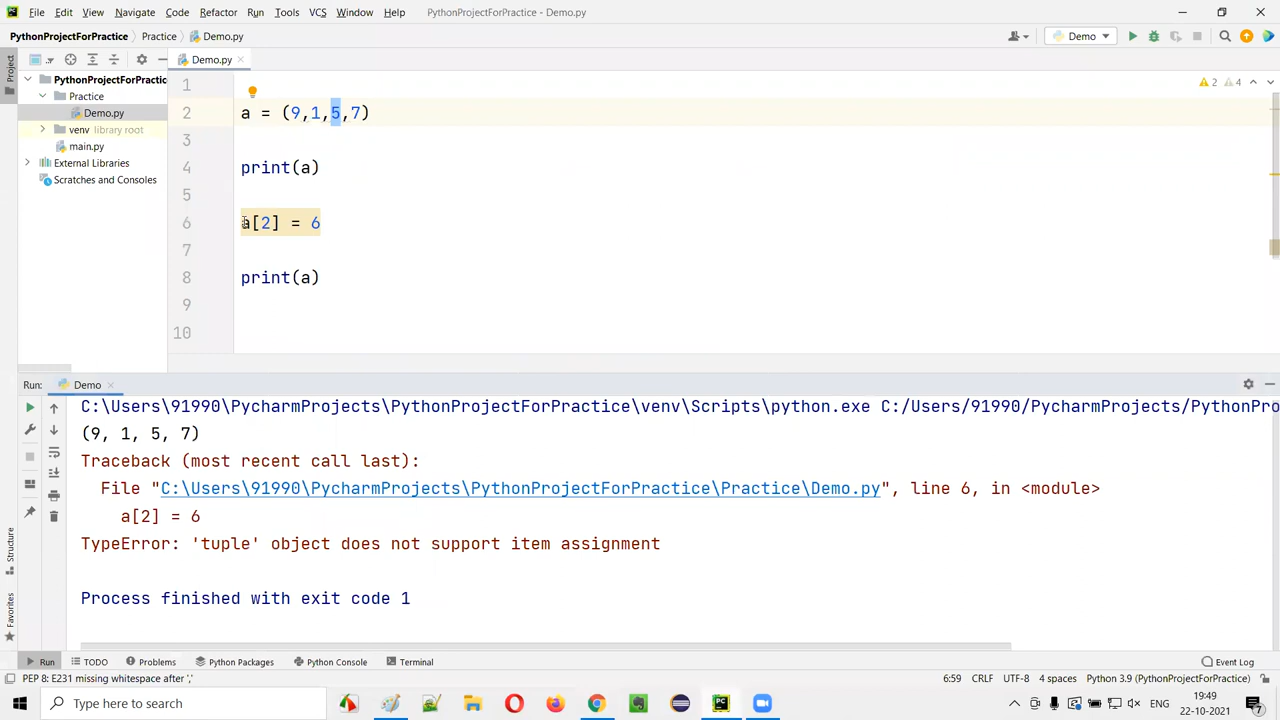 File Edit View Navigate Code Refactor Run Tools VCS Window Help PythonProjectForPractice - Demo.py
PythonProjectForPractice Practice Demo.py Demo
Project
Demo.py
PythonProjectForPractic
Practice
Demo.py
venv library root
main.py
External Libraries
Scratches and Consoles
2 4
1
2 a = (9,1,5,7)
3
4 print(a)
5
6 a[2] = 6
7
8 print(a)
9
10
Run: Demo
C:\Users\91990\PycharmProjects\PythonProjectForPractice\venv\Scripts\python.exe C:/Users/91990/PycharmProjects/PythonPro
(9, 1, 5, 7)
Traceback (most recent call last):
File "C:\Users\91990\PycharmProjects\PythonProjectForPractice\Practice\Demo.py", line 6, in <module>
a[2] = 6
TypeError: 'tuple' object does not support item assignment
Process finished with exit code 1
Structure
Favorites
Run TODO Problems Python Packages Python Console Terminal Event Log
PEP 8: E231 missing whitespace after ',' 6:59 CRLF UTF-8 4 spaces Python 3.9 (PythonProjectForPractice)
Type here to search ENG 19:49
22-10-2021 7